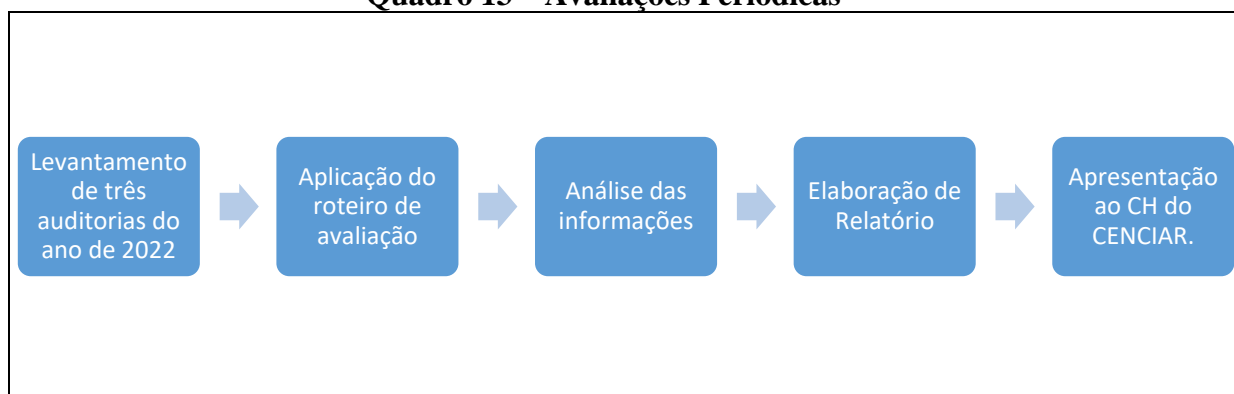 Quadro 13 – Avaliações Periódicas
Levantamento
de três
auditorias do
ano de 2022
Aplicação do
roteiro de
avaliação
Análise das
informações
Elaboração de
Relatório
Apresentação
ao CH do
CENCIAR.